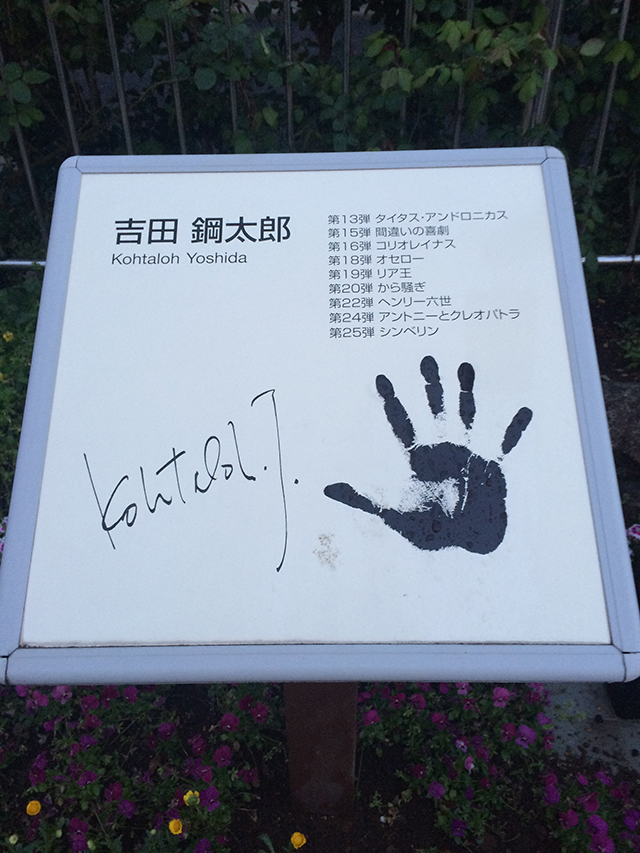 吉田 鋼太郎
Kohtaloh Yoshida
第13弾 タイタス・アンドロニカス
第15弾 間違いの喜劇
第16弾 コリオレイナス
第18弾 オセロー
第19弾 リア王
第20弾 から騒ぎ
第22弾 ヘンリー六世
第24弾 アントニーとクレオパトラ
第25弾 シンベリン
Kohtaloh.Y.